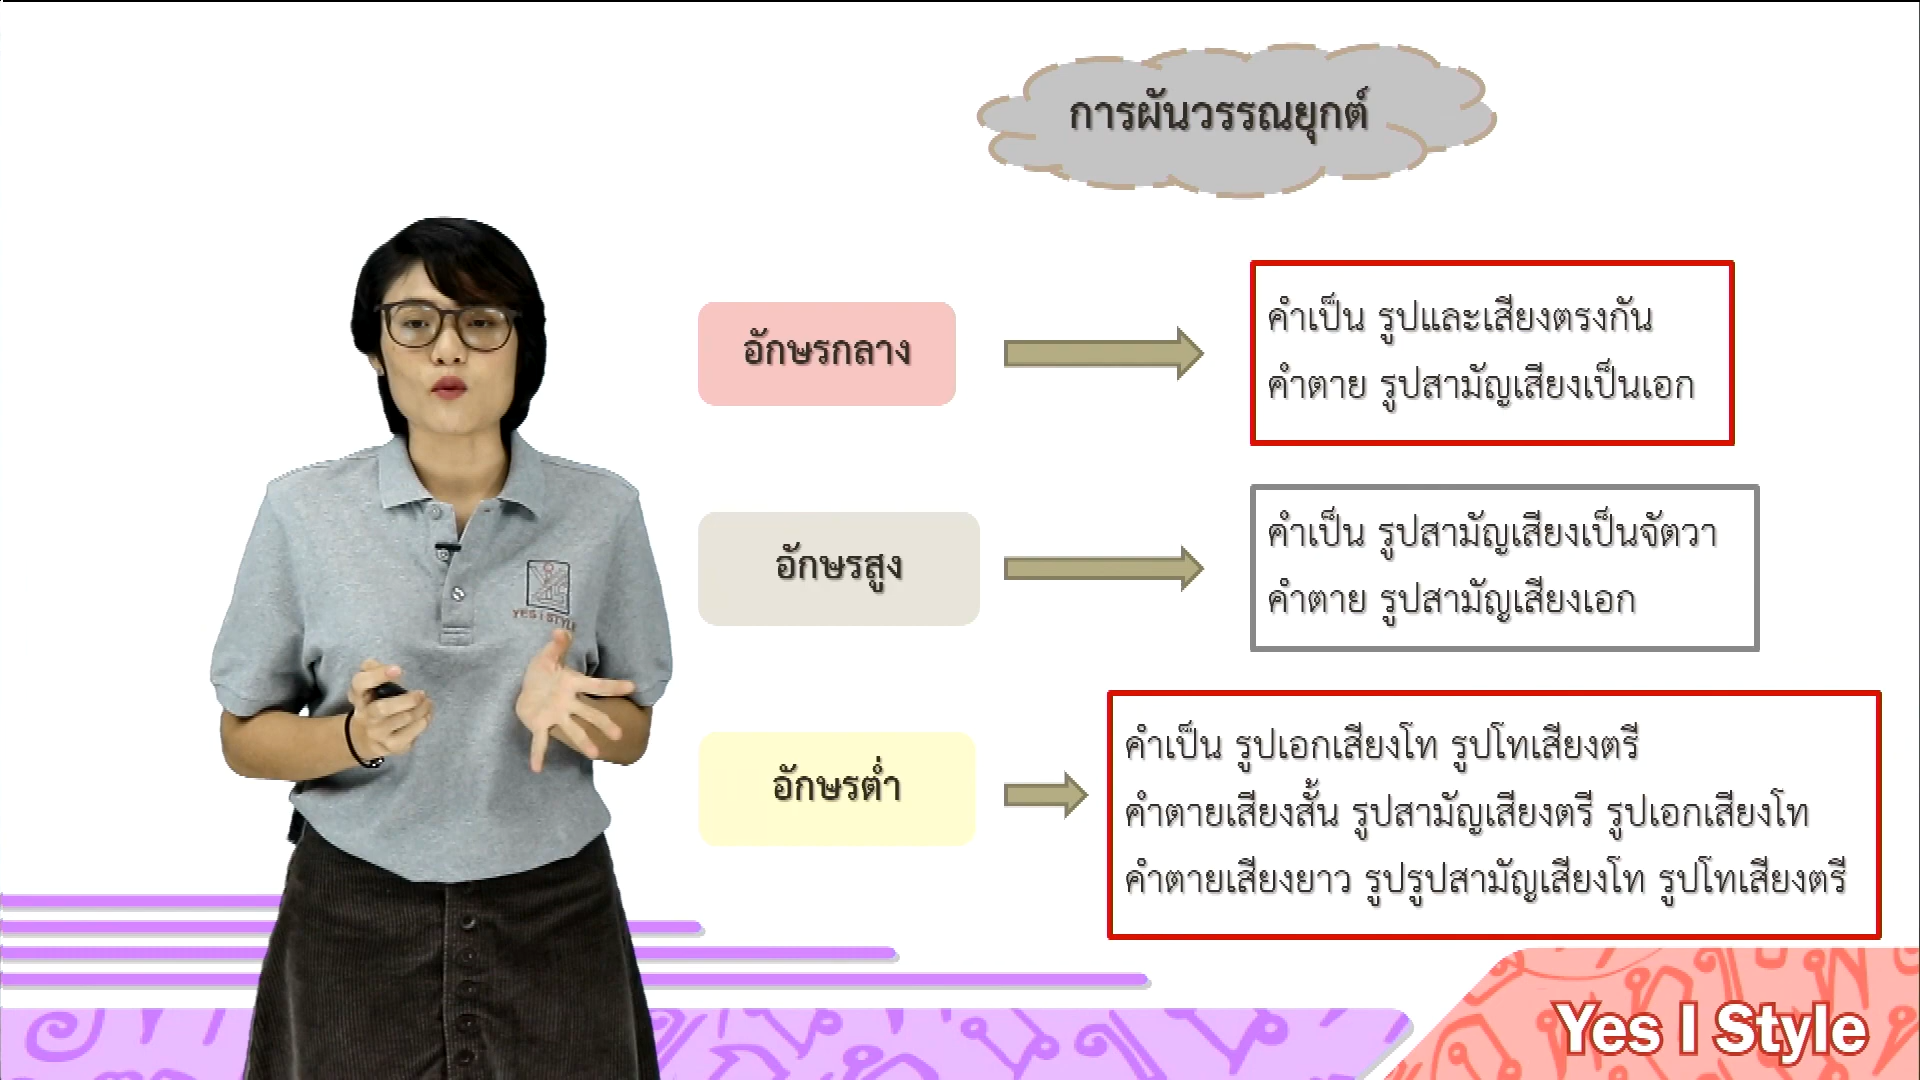 การผันวรรณยุกต์
อักษรกลาง
คำเป็น รูปและเสียงตรงกัน
คำตาย รูปสามัญเสียงเป็นเอก
อักษรสูง
คำเป็น รูปสามัญเสียงเป็นจัตวา
คำตาย รูปสามัญเสียงเอก
อักษรต่ำ
คำเป็น รูปเอกเสียงโท รูปโทเสียงตรี
คำตายเสียงสั้น รูปสามัญเสียงตรี รูปเอกเสียงโท
คำตายเสียงยาว รูปรูปสามัญเสียงโท รูปโทเสียงตรี
YES I STYLE
Yes I Style